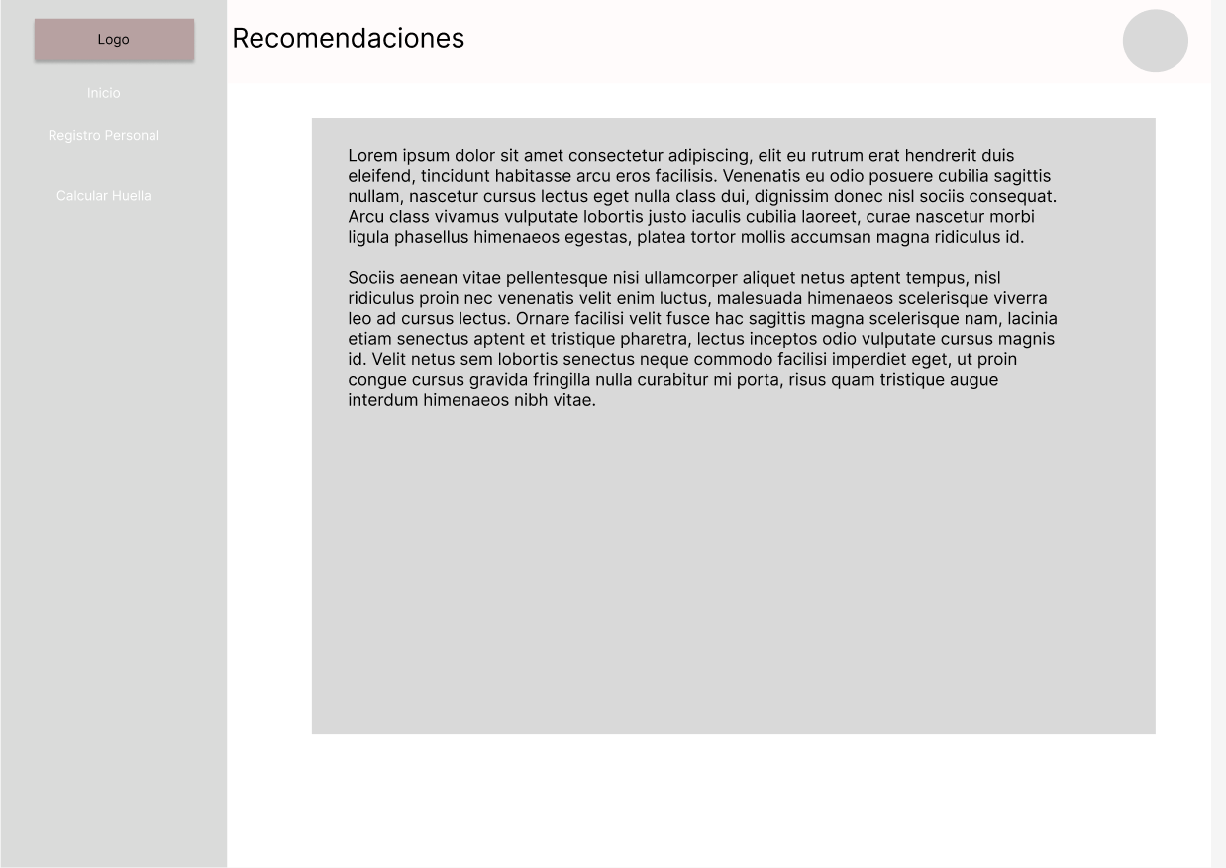 Logo
Recomendaciones
Inicio
Registro Personal
Calcular Huella
Lorem ipsum dolor sit amet consectetur adipiscing, elit eu rutrum erat hendrerit duis
eleifend, tincidunt habitasse arcu eros facilisis. Venenatis eu odio posuere cubilia sagittis
nullam, nascetur cursus lectus eget nulla class dui, dignissim donec nisl sociis consequat.
Arcu class vivamus vulputate lobortis justo iaculis cubilia laoreet, curae nascetur morbi
ligula phasellus himenaeos egestas, platea tortor mollis accumsan magna ridiculus id.
Sociis aenean vitae pellentesque nisi ullamcorper aliquet netus aptent tempus, nisl
ridiculus proin nec venenatis velit enim luctus, malesuada himenaeos scelerisque viverra
leo ad cursus lectus. Ornare facilisi velit fusce hac sagittis magna scelerisque nam, lacinia
etiam senectus aptent et tristique pharetra, lectus inceptos odio vulputate cursus magnis
id. Velit netus sem lobortis senectus neque commodo facilisi imperdiet eget, ut proin
congue cursus gravida fringilla nulla curabitur mi porta, risus quam tristique augue
interdum himenaeos nibh vitae.